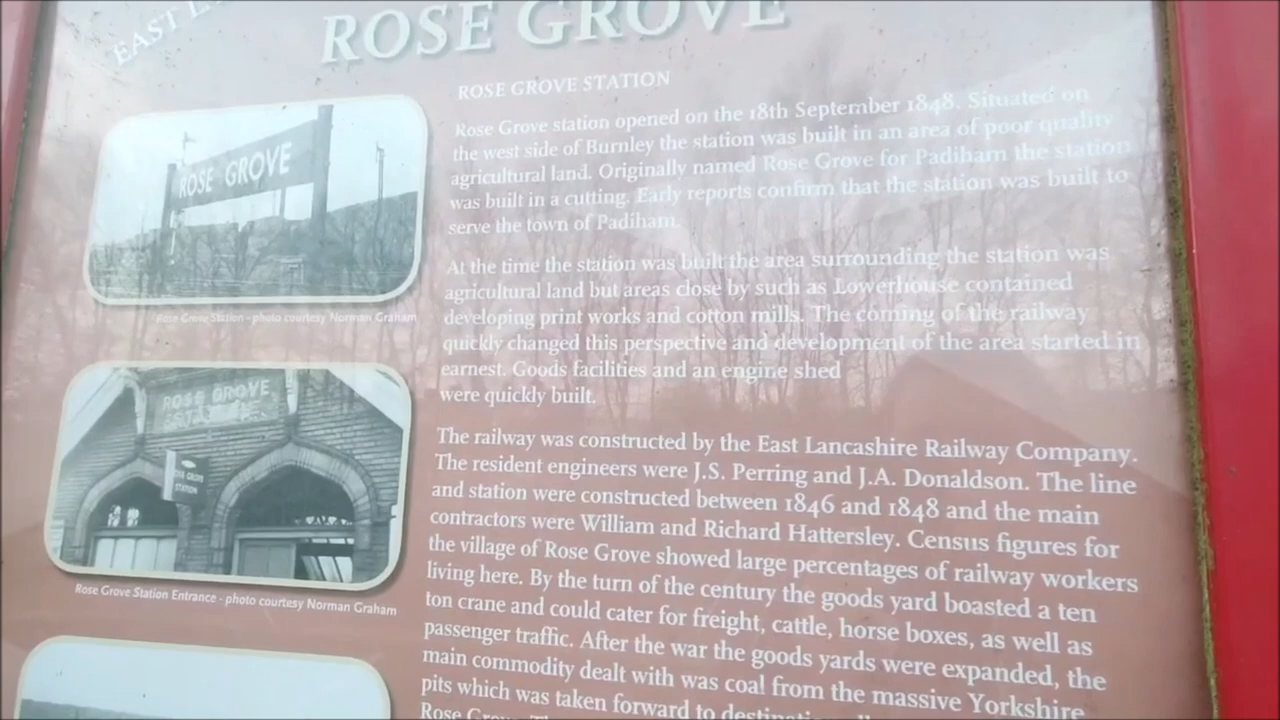 EAST
ROSE GROVE
ROSE GROVE
Rose Grove Station - photo courtesy Norman Graham
ROSE GROVE
STATION
ROSE GROVE
STATION
Rose Grove Station Entrance - photo courtesy Norman Graham
ROSE GROVE STATION
Rose Grove station opened on the 18th September 1848. Situated on
the west side of Burnley the station was built in an area of poor quality
agricultural land. Originally named Rose Grove for Padiham the station
was built in a cutting. Early reports confirm that the station was built to
serve the town of Padiham.
At the time the station was built the area surrounding the station was
agricultural land but areas close by such as Lowerhouse contained
developing print works and cotton mills. The coming of the railway
quickly changed this perspective and development of the area started in
earnest. Goods facilities and an engine shed
were quickly built.
The railway was constructed by the East Lancashire Railway Company.
The resident engineers were J.S. Perring and J.A. Donaldson. The line
and station were constructed between 1846 and 1848 and the main
contractors were William and Richard Hattersley. Census figures for
the village of Rose Grove showed large percentages of railway workers
living here. By the turn of the century the goods yard boasted a ten
ton crane and could cater for freight, cattle, horse boxes, as well as
passenger traffic. After the war the goods yards were expanded, the
main commodity dealt with was coal from the massive Yorkshire
pits which was taken forward to
Rose